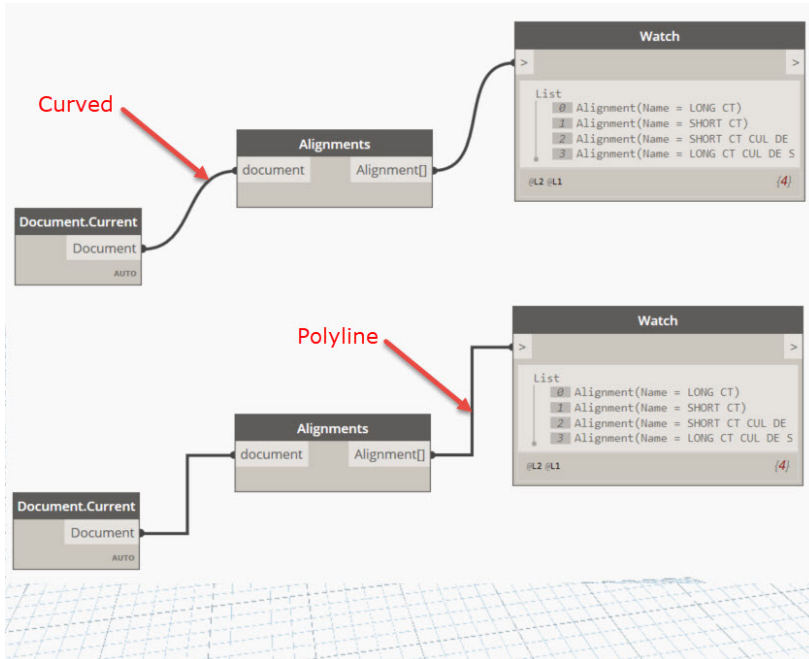 Watch
> >
Curved
List
0 Alignment(Name = LONG CT)
1 Alignment(Name = SHORT CT)
2 Alignment(Name = SHORT CT CUL DE
3 Alignment(Name = LONG CT CUL DE S
@L2 @L1 {4}
Alignments
document Alignment[]
Document.Current
Document
AUTO
Watch
> >
Polyline
List
0 Alignment(Name = LONG CT)
1 Alignment(Name = SHORT CT)
2 Alignment(Name = SHORT CT CUL DE
3 Alignment(Name = LONG CT CUL DE S
@L2 @L1 {4}
Alignments
document Alignment[]
Document.Current
Document
AUTO